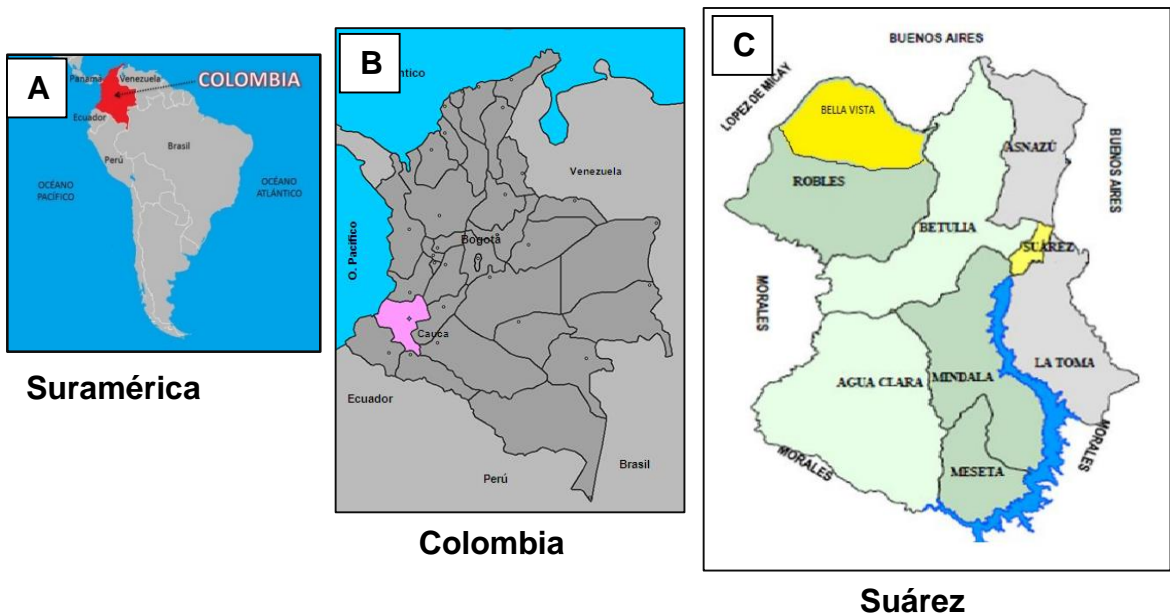 A
Panamá
Venezuela
COLOMBIA
Ecuador
Perú
Brasil
OCÉANO
PACÍFICO
OCÉANO
ATLÁNTICO
Suramérica
B
ntico
Venezuela
O. Pacífico
Bogotá
Cauca
Ecuador
Perú
Brasil
Colombia
C
BUENOS AIRES
LOPEZ DE MICAY
BELLA VISTA
ASNAZÚ
BUENOS AIRES
ROBLES
BETULIA
SUÁREZ
MORALES
LA TOMA
AGUA CLARA
MINDALA
MORALES
MORALES
MESETA
Suárez